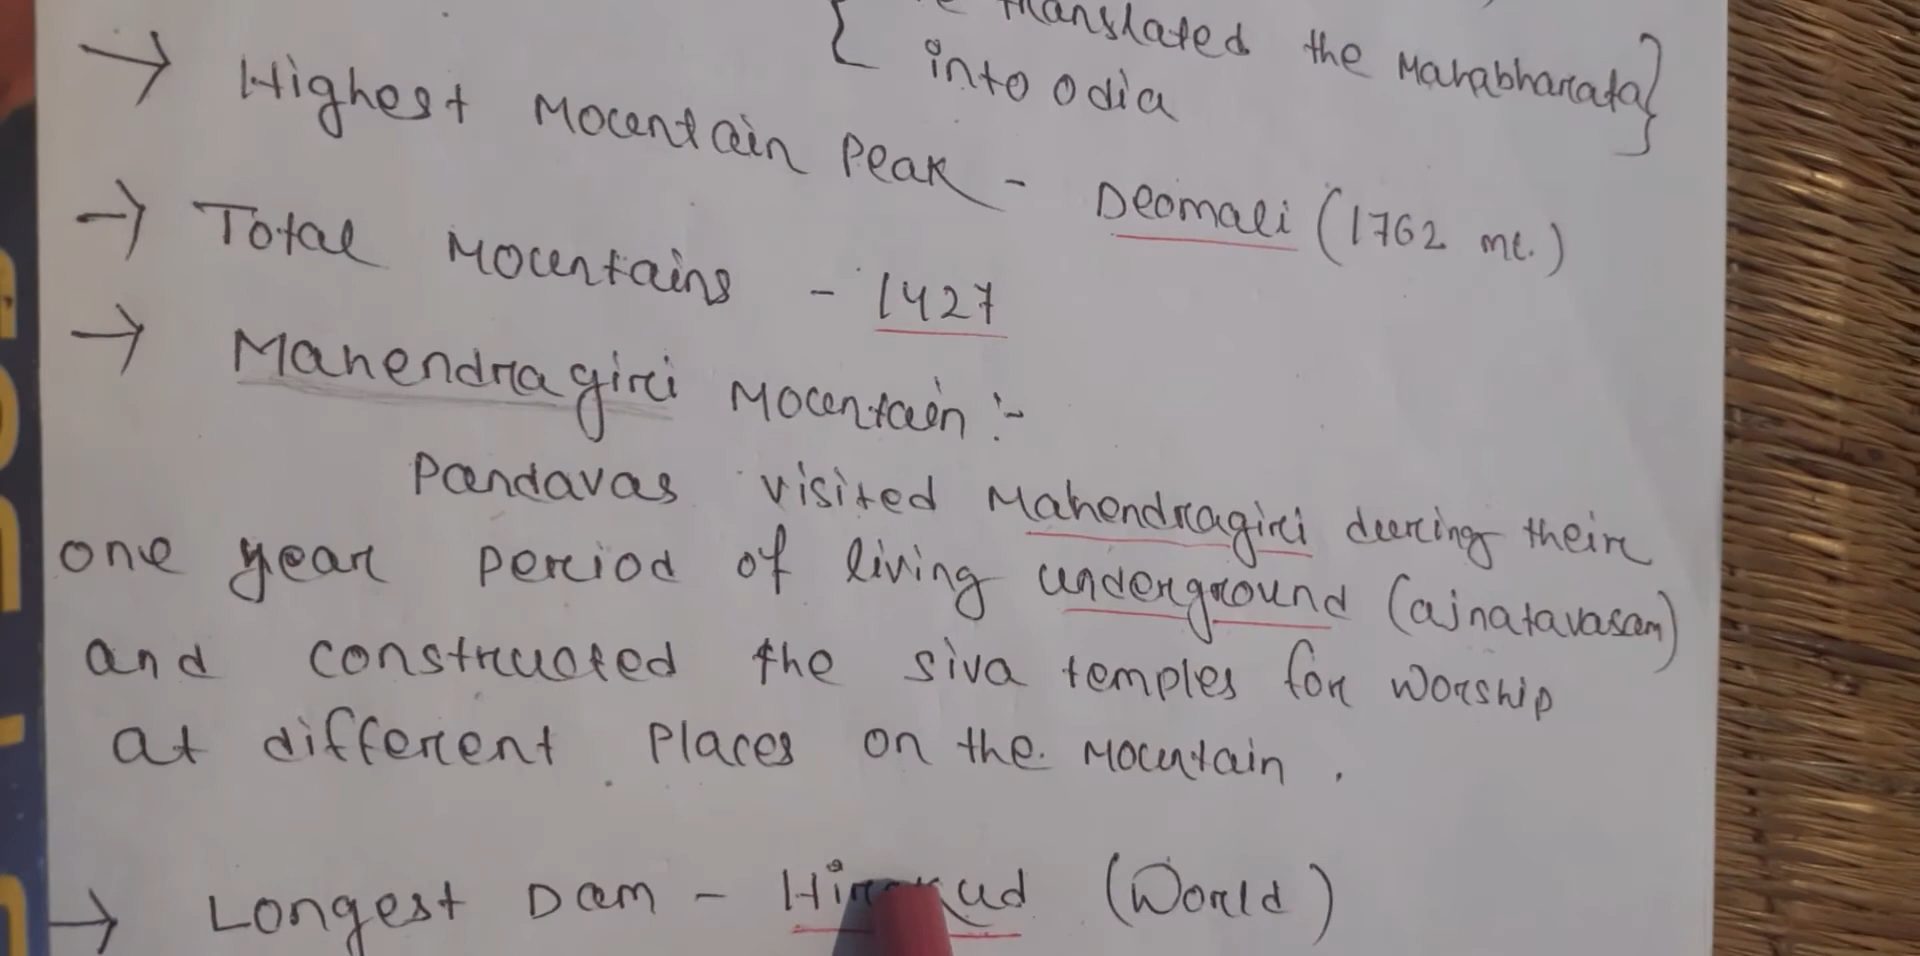 translated the Mahabharata}
{ into odia
→ Highest Mountain Peak - Deomali (1762 mt.)
→ Total Mountains - 1427
→ Mahendragiri Mountain :-
Pandavas visited Mahendragiri during their
one year period of living underground (ajnatavasam)
and constructed the siva temples for worship
at different places on the mountain.
→ Longest Dam - (World)